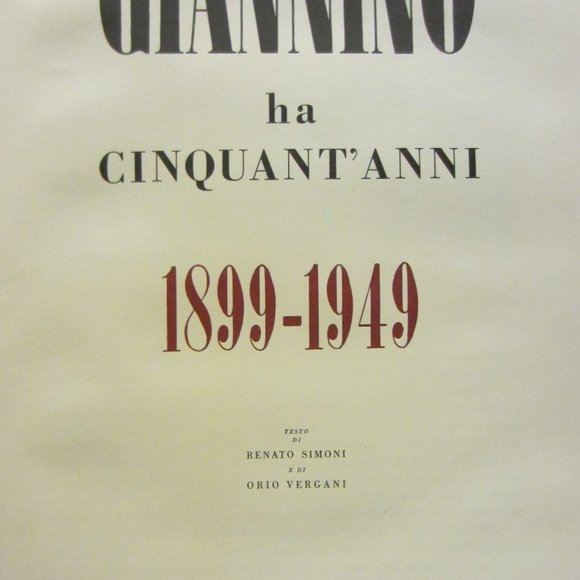 GIANNINO
ha
CINQUANT'ANNI
1899-1949
TESTO
DI
RENATO SIMONI
E DI
ORIO VERGANI